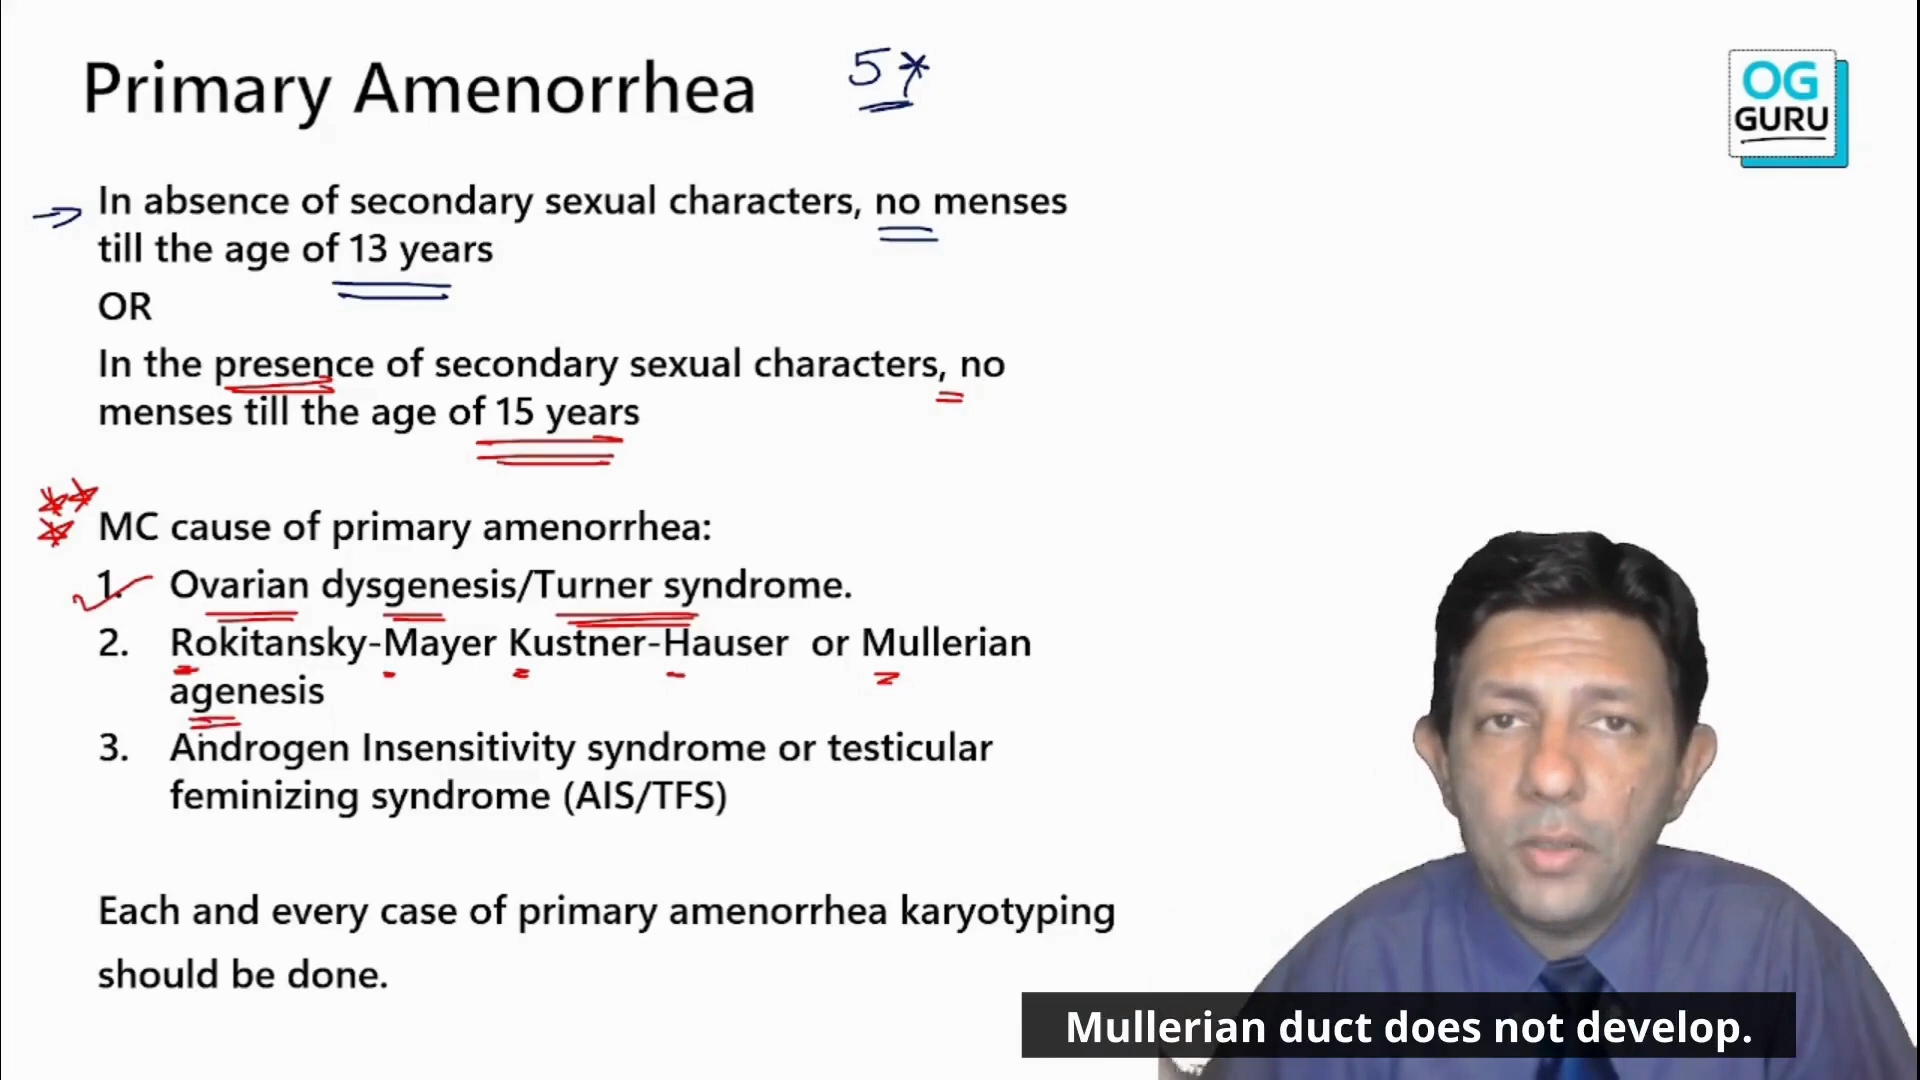 Primary Amenorrhea 5*
OG
GURU
In absence of secondary sexual characters, no menses
till the age of 13 years
OR
In the presence of secondary sexual characters, no
menses till the age of 15 years
MC cause of primary amenorrhea:
1. Ovarian dysgenesis/Turner syndrome.
2. Rokitansky-Mayer Kustner-Hauser or Mullerian
agenesis
3. Androgen Insensitivity syndrome or testicular
feminizing syndrome (AIS/TFS)
Each and every case of primary amenorrhea karyotyping
should be done.
Mullerian duct does not develop.